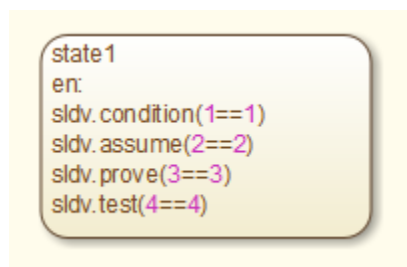 state1
en:
sldv.condition(1==1)
sldv.assume(2==2)
sldv.prove(3==3)
sldv.test(4==4)